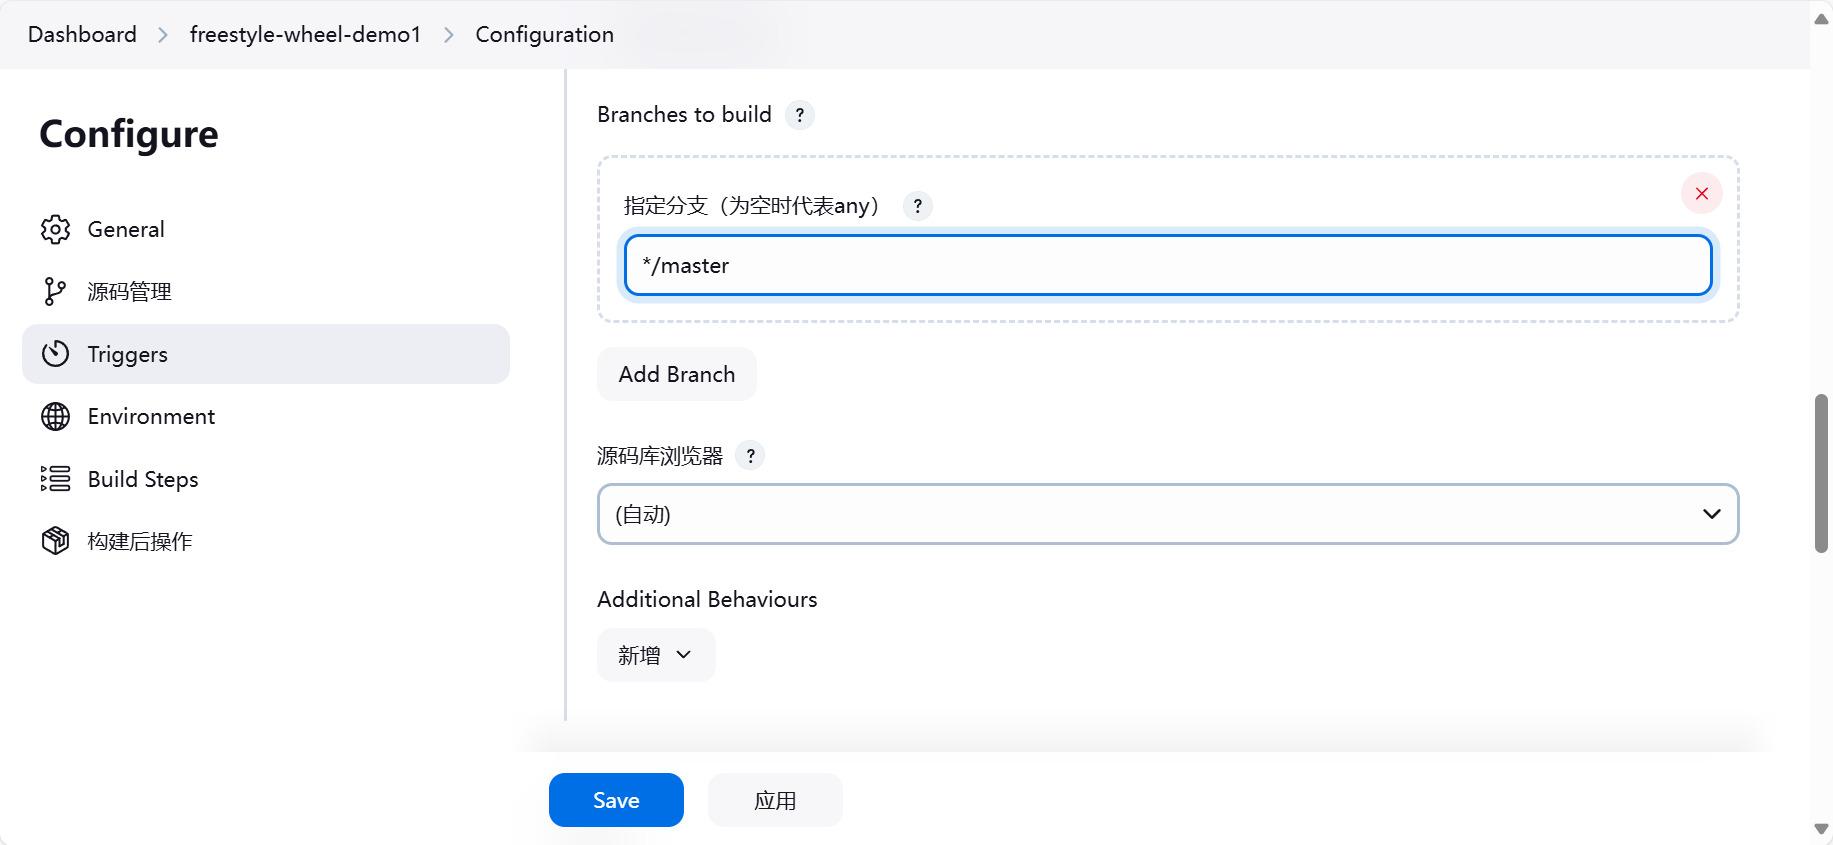 Dashboard > freestyle-wheel-demo1 > Configuration
Configure
General
源码管理
Triggers
Environment
Build Steps
构建后操作
Branches to build ?
指定分支（为空时代表any） ?
*/master
Add Branch
源码库浏览器 ?
(自动)
Additional Behaviours
新增
Save
应用